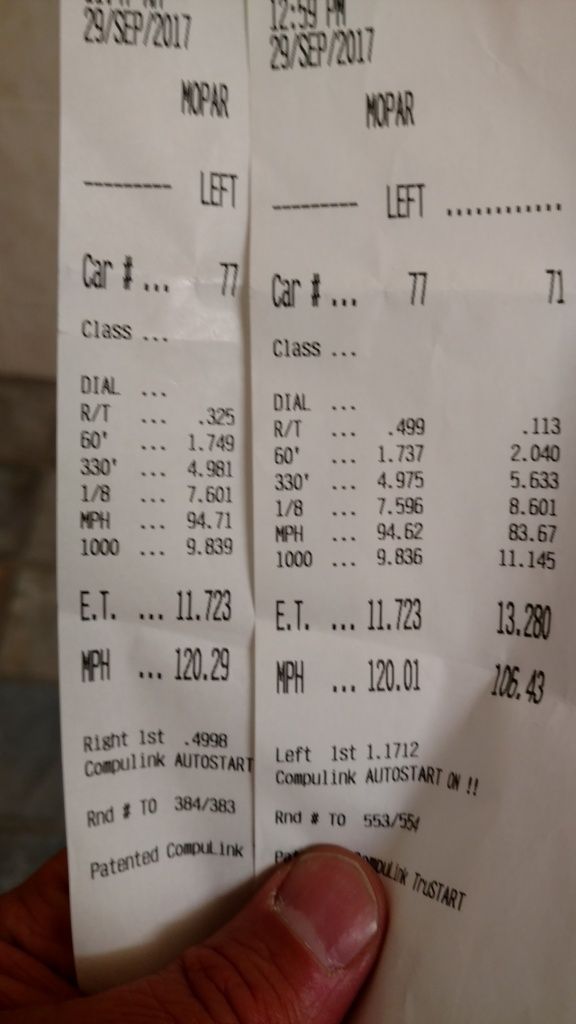 29/SEP/2017
MOPAR
--------- LEFT
Car # ... 77
Class ...
DIAL ...
R/T ... .325
60' ... 1.749
330' ... 4.981
1/8 ... 7.601
MPH ... 94.71
1000 ... 9.839
E.T. ... 11.723
MPH ... 120.29
Right 1st .4998
Compulink AUTOSTART
Rnd # TO 384/383
Patented CompuLink
12:59 PM
29/SEP/2017
MOPAR
--------- LEFT ............
Car # ... 77 71
Class ...
DIAL ...
R/T ... .499 .113
60' ... 1.737 2.040
330' ... 4.975 5.633
1/8 ... 7.596 8.601
MPH ... 94.62 83.67
1000 ... 9.836 11.145
E.T. ... 11.723 13.280
MPH ... 120.01 106.43
Left 1st 1.1712
Compulink AUTOSTART ON !!
Rnd # TO 553/554
TruSTART